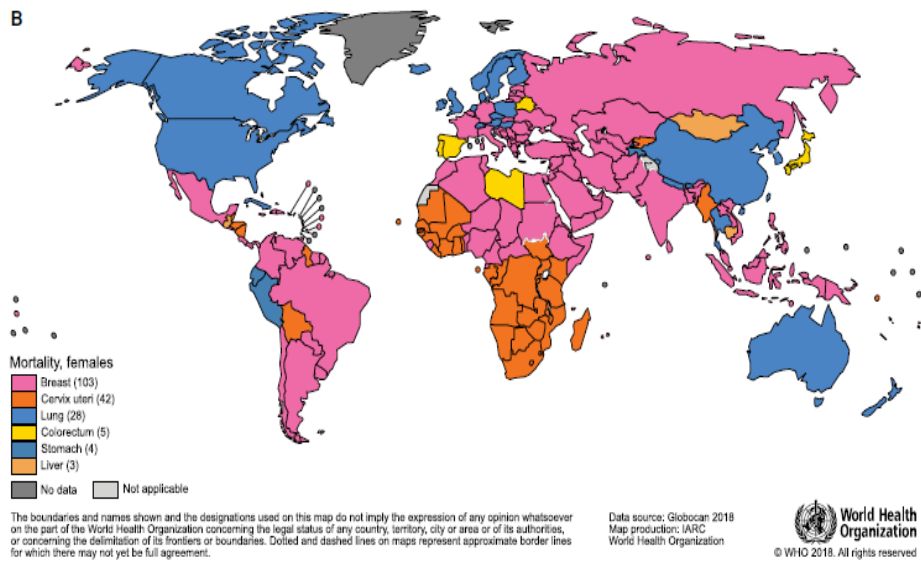 B
Mortality, females
Breast (103)
Cervix uteri (42)
Lung (28)
Colorectum (5)
Stomach (4)
Liver (3)
No data
Not applicable
The boundaries and names shown and the designations used on this map do not imply the expression of any opinion whatsoever
on the part of the World Health Organization concerning the legal status of any country, territory, city or area or of its authorities,
or concerning the delimitation of its frontiers or boundaries. Dotted and dashed lines on maps represent approximate border lines
for which there may not yet be full agreement.
Data source: Globocan 2018
Map production: IARC
World Health Organization
World Health
Organization
© WHO 2018. All rights reserved